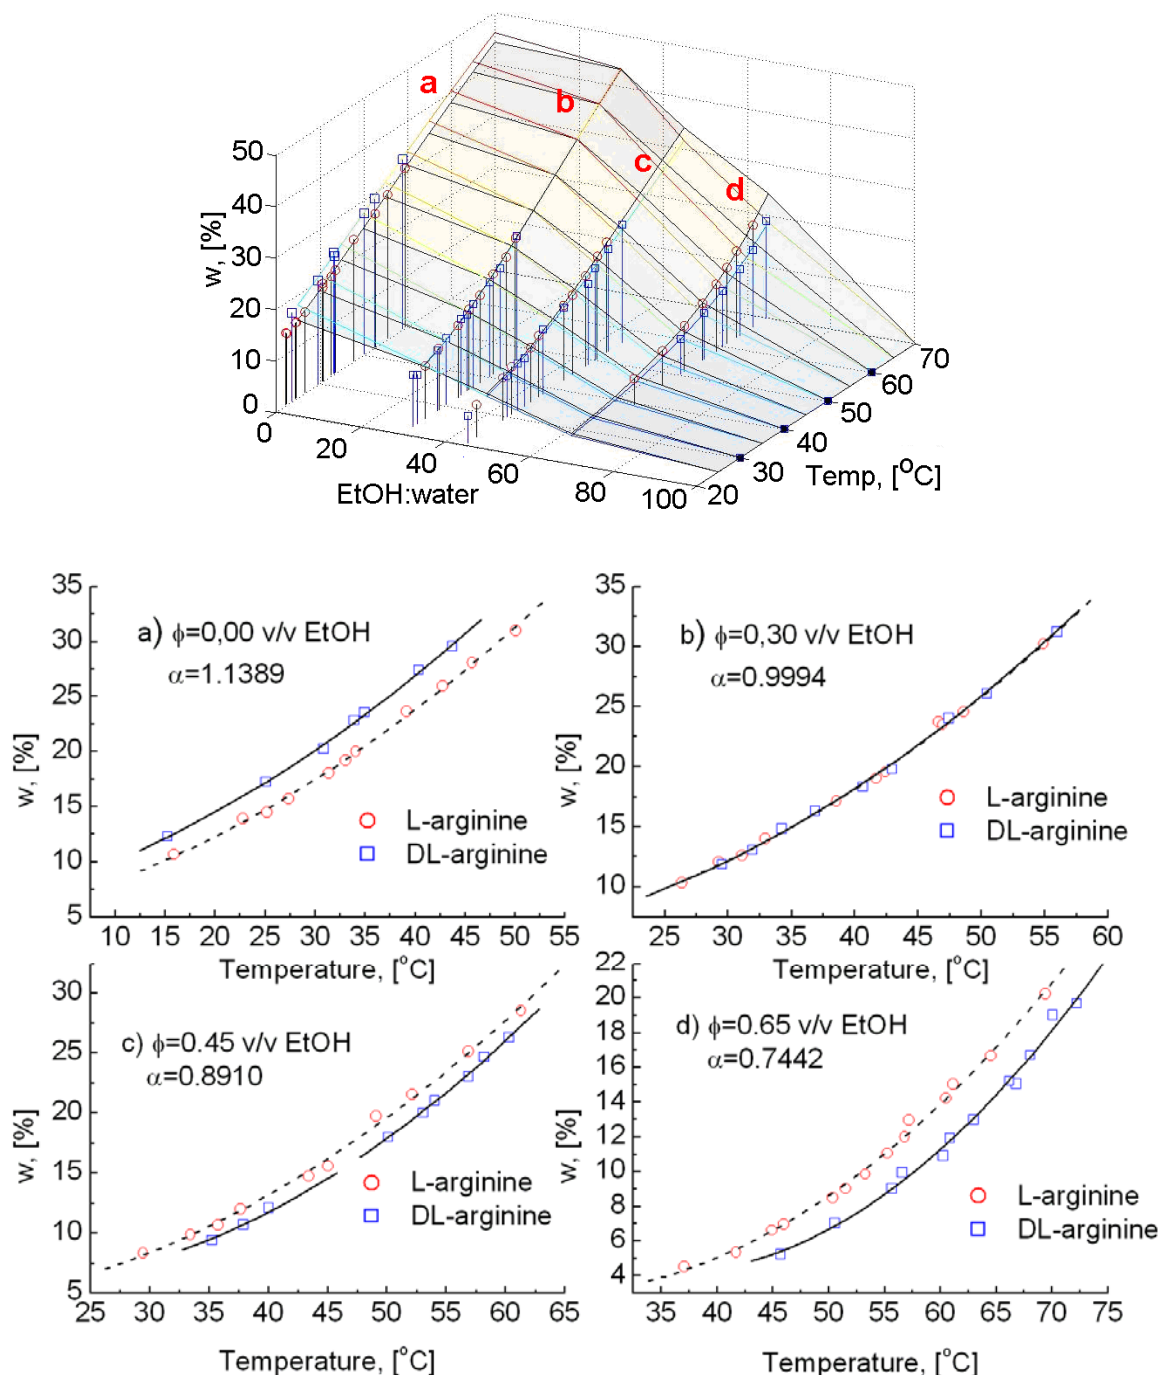 a
b
c
d
50
40
30
20
10
0
w, [%]
0
20
40
60
80
100
EtOH:water
20
30
40
50
60
70
Temp, [°C]
35
30
25
20
15
10
5
w, [%]
a) ϕ=0,00 v/v EtOH
α=1.1389
L-arginine
DL-arginine
10 15 20 25 30 35 40 45 50 55
Temperature, [°C]
35
30
25
20
15
10
w, [%]
b) ϕ=0,30 v/v EtOH
α=0.9994
L-arginine
DL-arginine
25 30 35 40 45 50 55 60
Temperature, [°C]
30
25
20
15
10
5
w, [%]
c) ϕ=0.45 v/v EtOH
α=0.8910
L-arginine
DL-arginine
25 30 35 40 45 50 55 60 65
Temperature, [°C]
22
20
18
16
14
12
10
8
6
4
w, [%]
d) ϕ=0.65 v/v EtOH
α=0.7442
L-arginine
DL-arginine
35 40 45 50 55 60 65 70 75
Temperature, [°C]